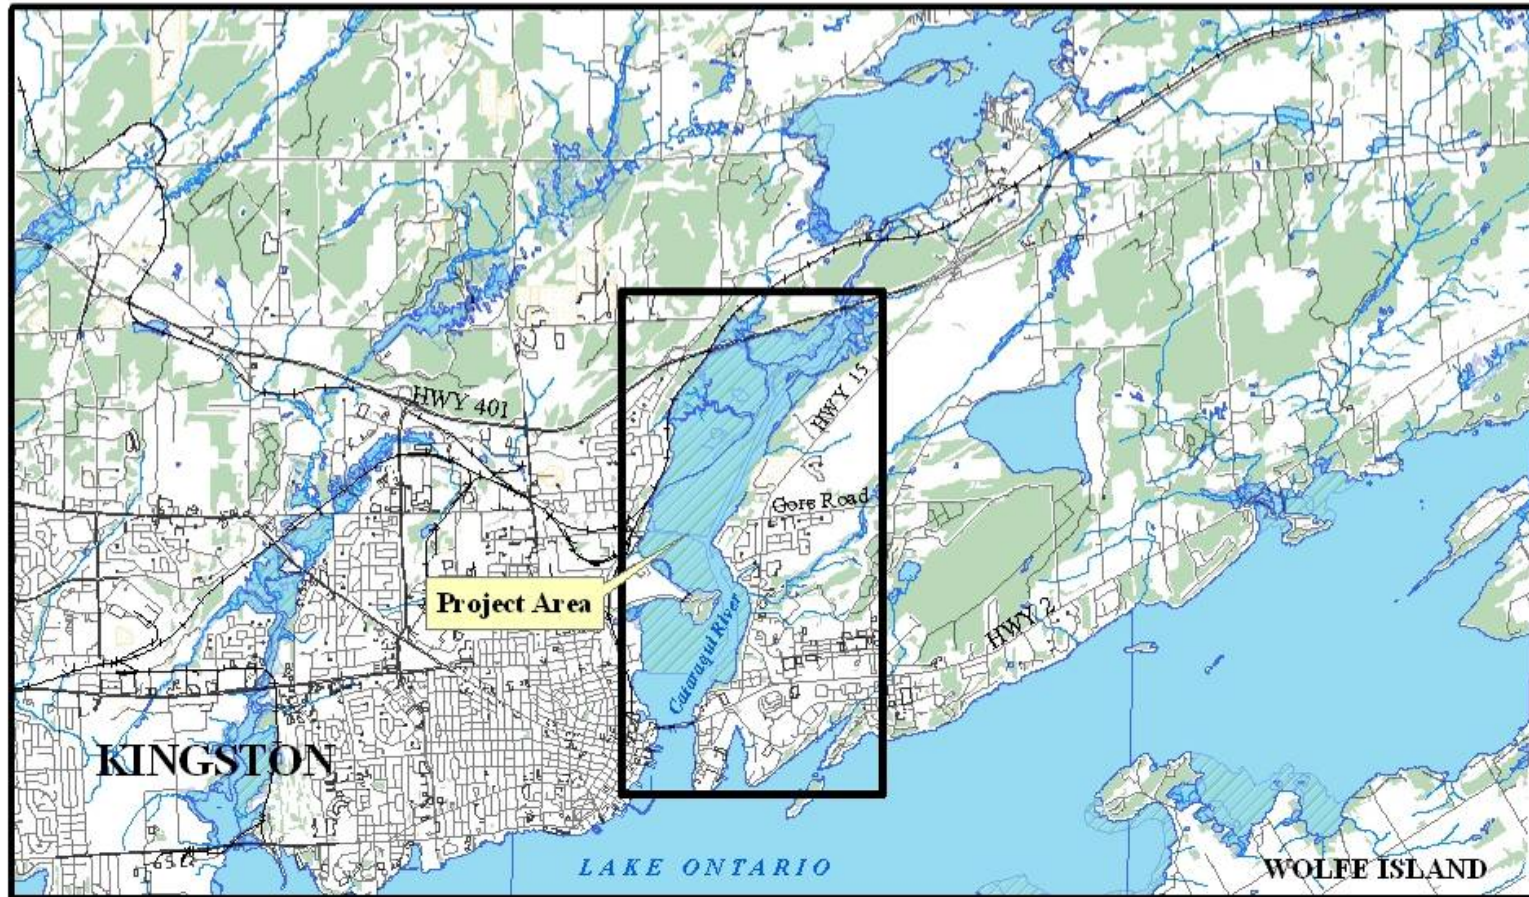 HWY 401
HWY 15
Gore Road
Project Area
HWY 2
Cataraqui River
KINGSTON
LAKE ONTARIO
WOLFE ISLAND